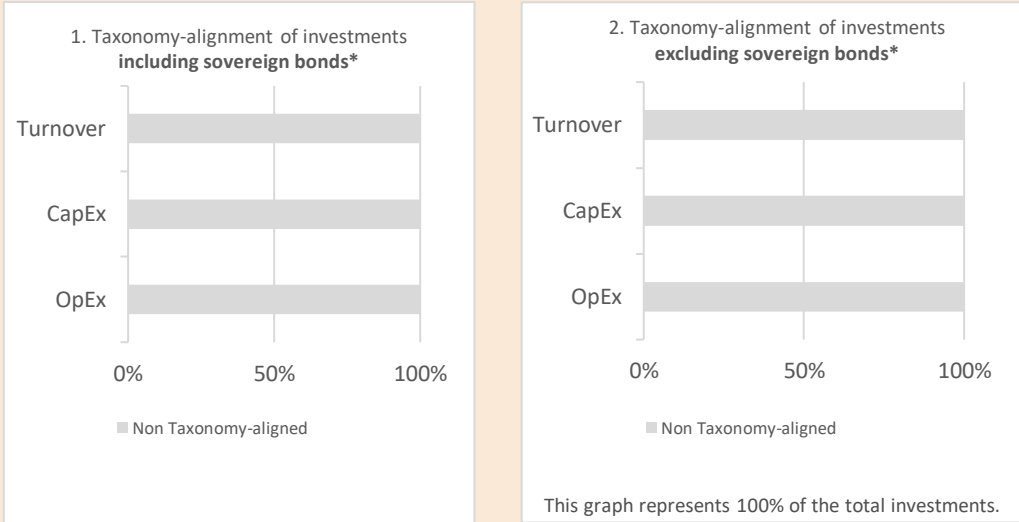 1. Taxonomy-alignment of investments
including sovereign bonds*
Turnover
CapEx
OpEx
0% 50% 100%
Non Taxonomy-aligned
2. Taxonomy-alignment of investments
excluding sovereign bonds*
Turnover
CapEx
OpEx
0% 50% 100%
Non Taxonomy-aligned
This graph represents 100% of the total investments.